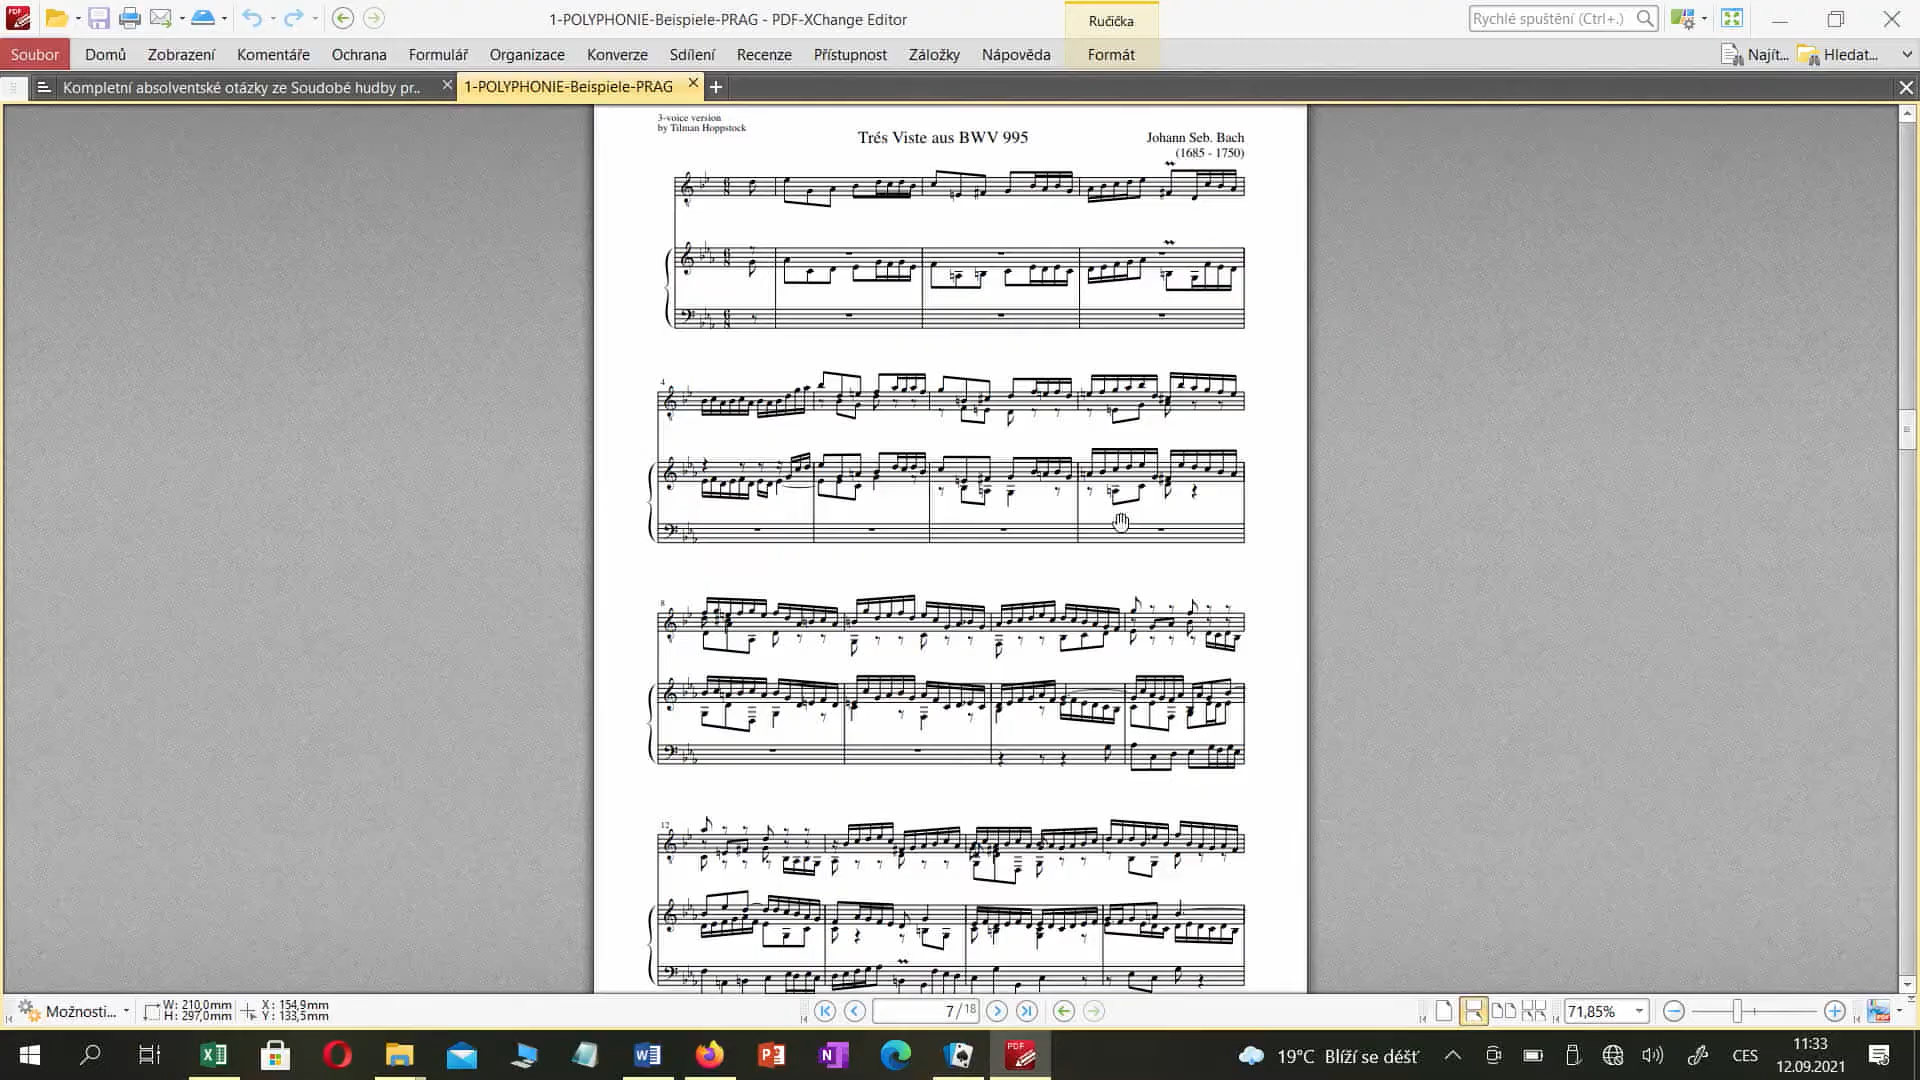 1-POLYPHONIE-Beispiele-PRAG - PDF-XChange Editor
Ručička
Rychlé spuštění (Ctrl+.)
Soubor Domů Zobrazení Komentáře Ochrana Formulář Organizace Konverze Sdílení Recenze Přístupnost Záložky Nápověda Formát Najít... Hledat...
Kompletní absolventské otázky ze Soudobé hudby pr.. 1-POLYPHONIE-Beispiele-PRAG
3-voice version
by Tilman Hoppstock
Trés Viste aus BWV 995
Johann Seb. Bach
(1685 - 1750)
4
8
12
Možnosti...
W: 210,0mm
H: 297,0mm
X: 154,9mm
Y: 133,5mm
7 / 18
71,85%
19°C Blíží se déšť
CES
11:33
12.09.2021